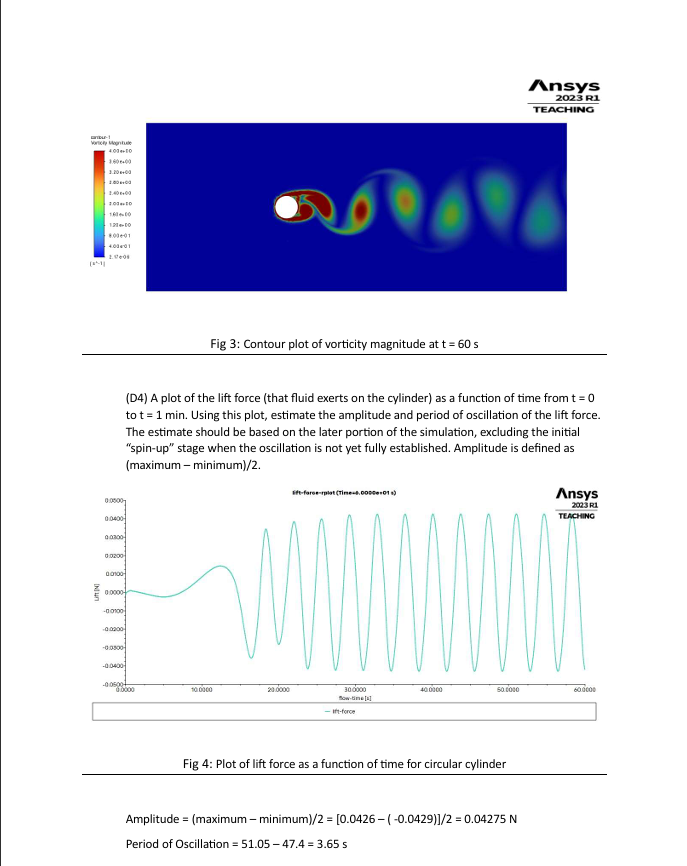 Ansys
2023 R1
TEACHING
contour-1
Vorticity Magnitude
4.00e+00
3.60e+00
3.20e+00
2.80e+00
2.40e+00
2.00e+00
1.60e+00
1.20e+00
8.00e-01
4.00e-01
[s^-1]
Fig 3: Contour plot of vorticity magnitude at t = 60 s
(D4) A plot of the lift force (that fluid exerts on the cylinder) as a function of time from t = 0
to t = 1 min. Using this plot, estimate the amplitude and period of oscillation of the lift force.
The estimate should be based on the later portion of the simulation, excluding the initial
“spin-up” stage when the oscillation is not yet fully established. Amplitude is defined as
(maximum – minimum)/2.
lift-force-rplot (Time=6.0000e+01 s)
Ansys
2023 R1
TEACHING
0.0500
0.0400
0.0300
0.0200
0.0100
0.0000
-0.0100
-0.0200
-0.0300
-0.0400
-0.0500
Lift [N]
0.0000 10.0000 20.0000 30.0000 40.0000 50.0000 60.0000
flow-time [s]
lift-force
Fig 4: Plot of lift force as a function of time for circular cylinder
Amplitude = (maximum – minimum)/2 = [0.0426 – ( -0.0429)]/2 = 0.04275 N
Period of Oscillation = 51.05 – 47.4 = 3.65 s